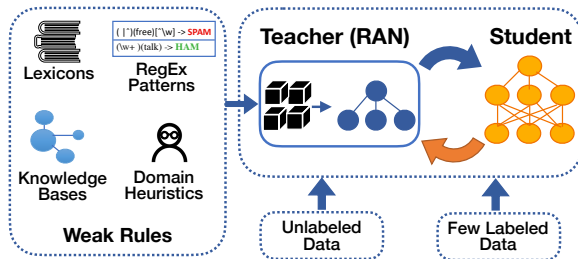 ( |^)(free)[^\w] -> SPAM
(\w+ )(talk) -> HAM
Lexicons
RegEx
Patterns
Knowledge
Bases
Domain
Heuristics
Weak Rules
Teacher (RAN)
Student
Unlabeled
Data
Few Labeled
Data